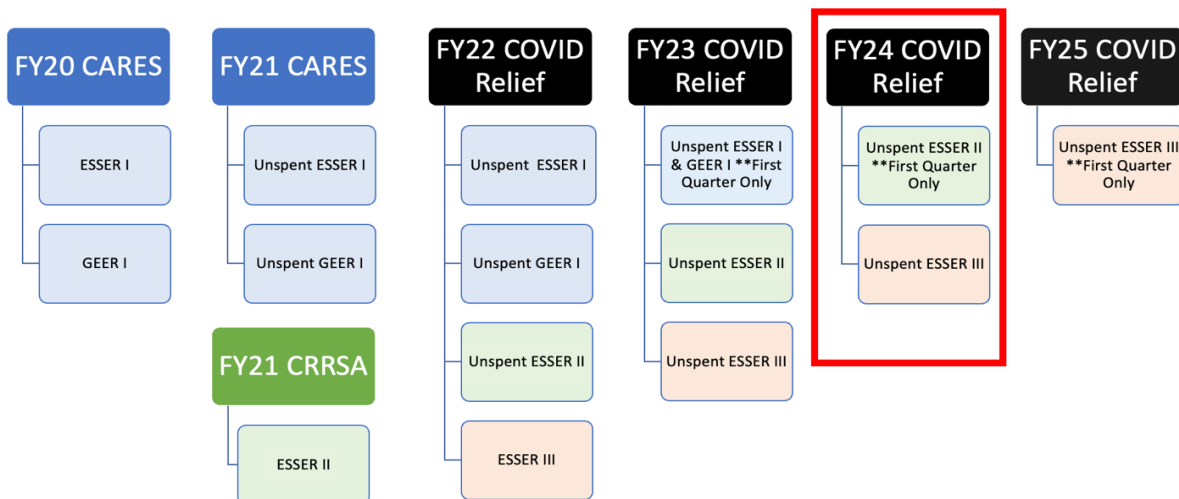 FY20 CARES
ESSER I
GEER I
FY21 CARES
Unspent ESSER I
Unspent GEER I
FY21 CRRSA
ESSER II
FY22 COVID
Relief
Unspent ESSER I
Unspent GEER I
Unspent ESSER II
ESSER III
FY23 COVID
Relief
Unspent ESSER I
& GEER I **First
Quarter Only
Unspent ESSER II
Unspent ESSER III
FY24 COVID
Relief
Unspent ESSER II
**First Quarter
Only
Unspent ESSER III
FY25 COVID
Relief
Unspent ESSER III
**First Quarter
Only